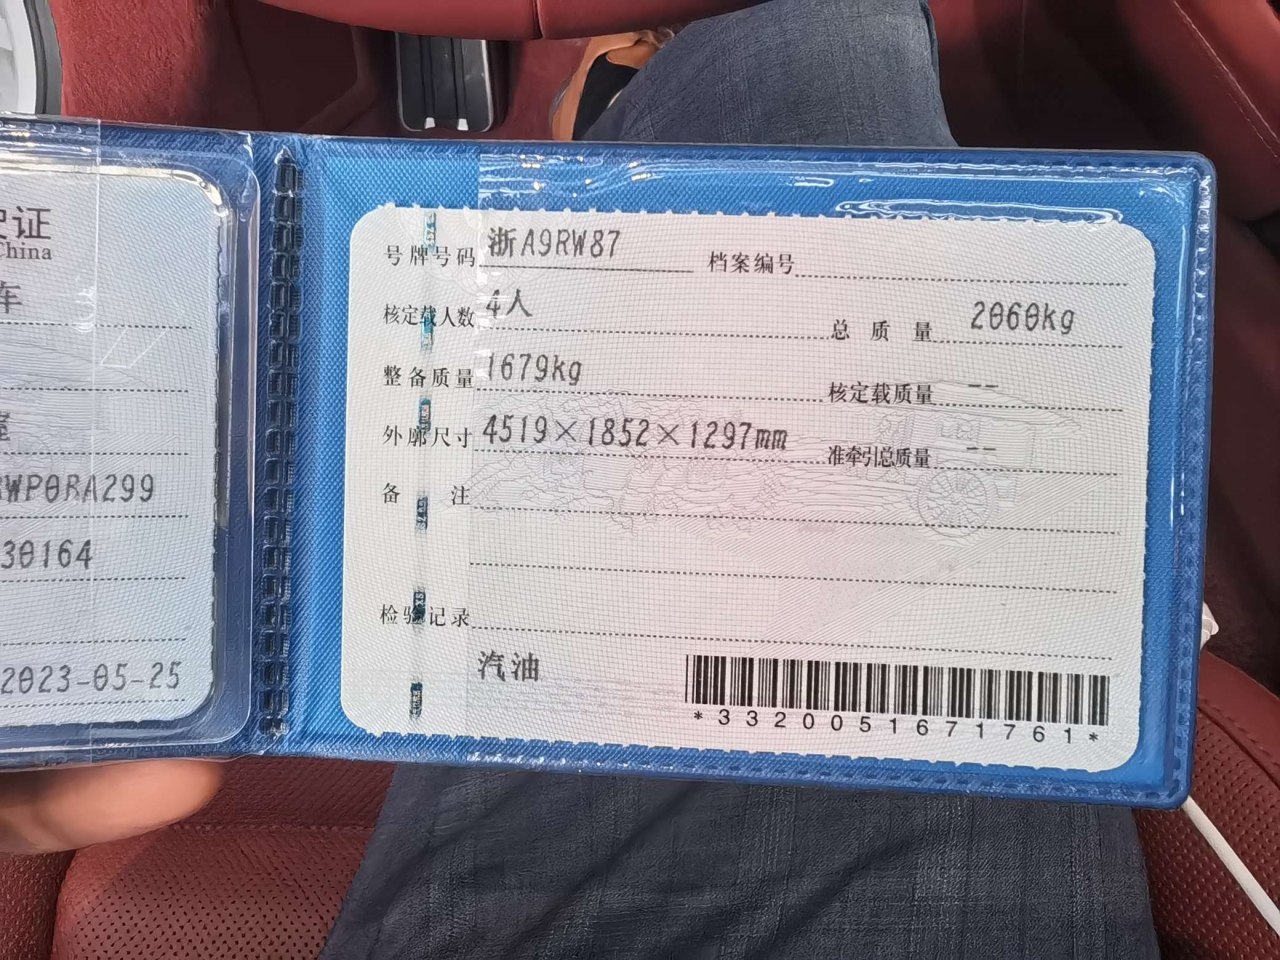 史证
China
车
WP0RA299
30164
2023-05-25
号牌号码 浙A9RW87 档案编号
核定载人数 4人 总质量 2060kg
整备质量 1679kg 核定载质量 --
外廓尺寸 4519×1852×1297mm 准牵引总质量 --
备注
检验记录
汽油
*3320051671761*